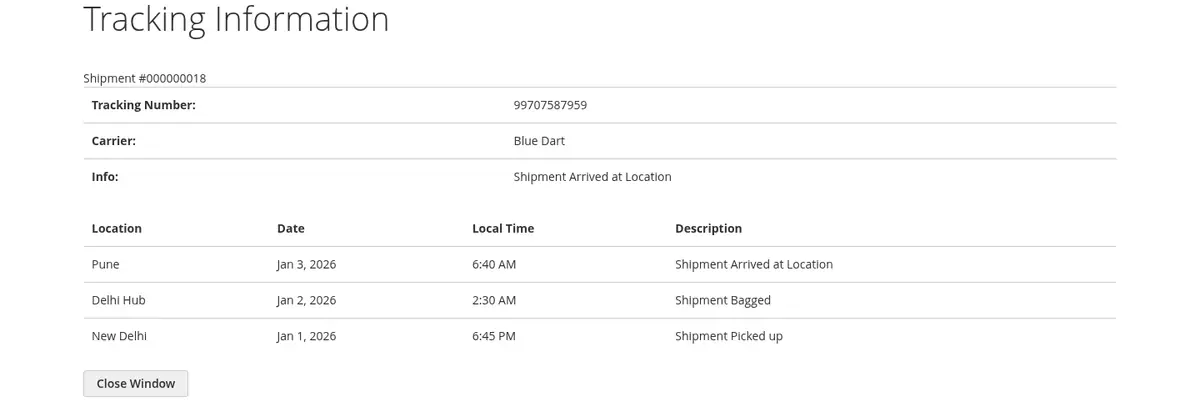 Tracking Information
Shipment #000000018
Tracking Number: 99707587959
Carrier: Blue Dart
Info: Shipment Arrived at Location
Location Date Local Time Description
Pune Jan 3, 2026 6:40 AM Shipment Arrived at Location
Delhi Hub Jan 2, 2026 2:30 AM Shipment Bagged
New Delhi Jan 1, 2026 6:45 PM Shipment Picked up
Close Window